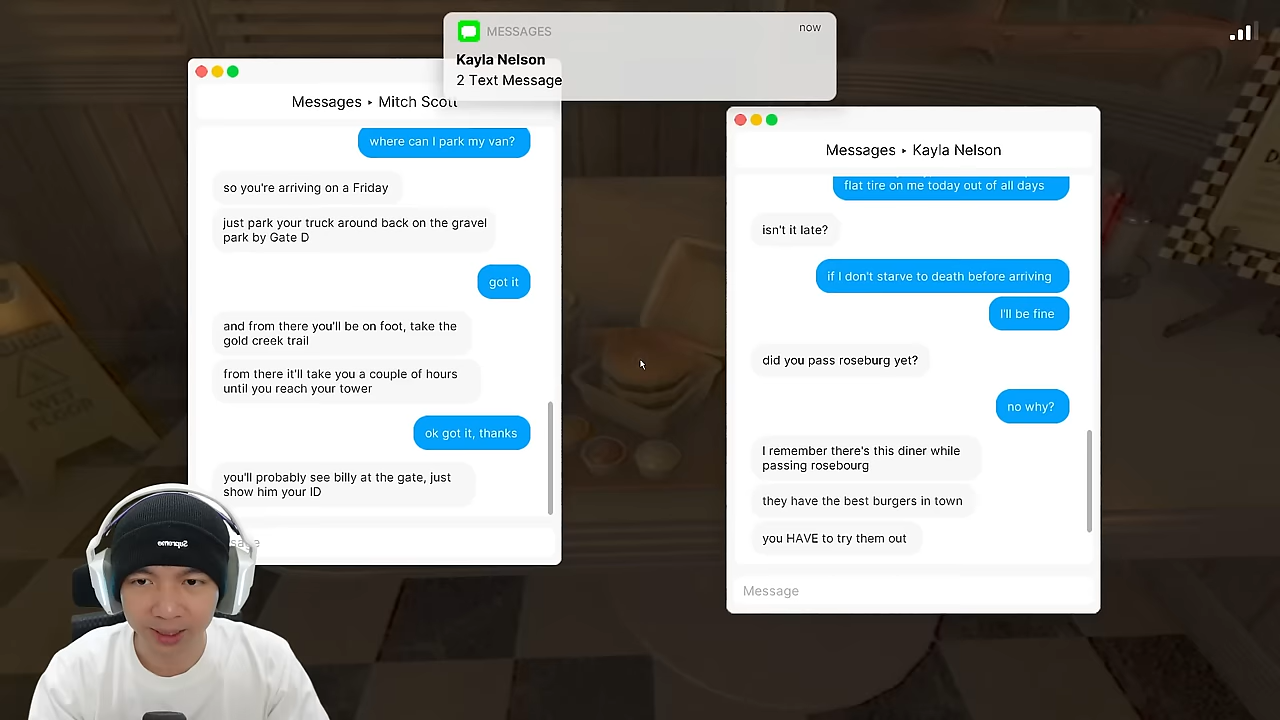 MESSAGES
now
Kayla Nelson
2 Text Message
Messages ‣ Mitch Scott
where can I park my van?
so you're arriving on a Friday
just park your truck around back on the gravel
park by Gate D
got it
and from there you'll be on foot, take the
gold creek trail
from there it'll take you a couple of hours
until you reach your tower
ok got it, thanks
you'll probably see billy at the gate, just
show him your ID
Messages ‣ Kayla Nelson
flat tire on me today out of all days
isn't it late?
if I don't starve to death before arriving
I'll be fine
did you pass roseburg yet?
no why?
I remember there's this diner while
passing rosebourg
they have the best burgers in town
you HAVE to try them out
Message
WET
FLOOR
Supreme